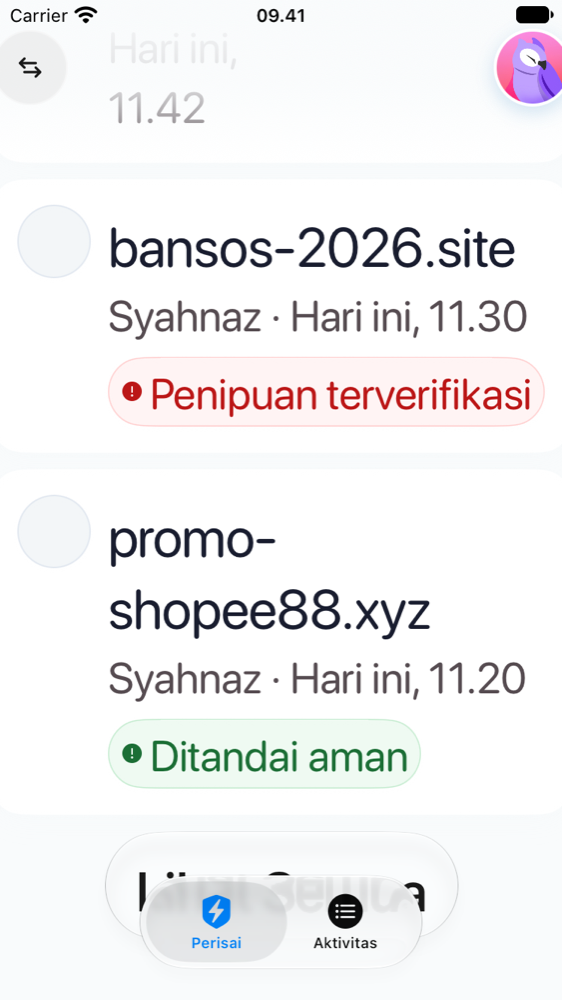 Carrier
09.41
Hari ini,
11.42
bansos-2026.site
Syahnaz · Hari ini, 11.30
Penipuan terverifikasi
promo-
shopee88.xyz
Syahnaz · Hari ini, 11.20
Ditandai aman
Perisai
Aktivitas